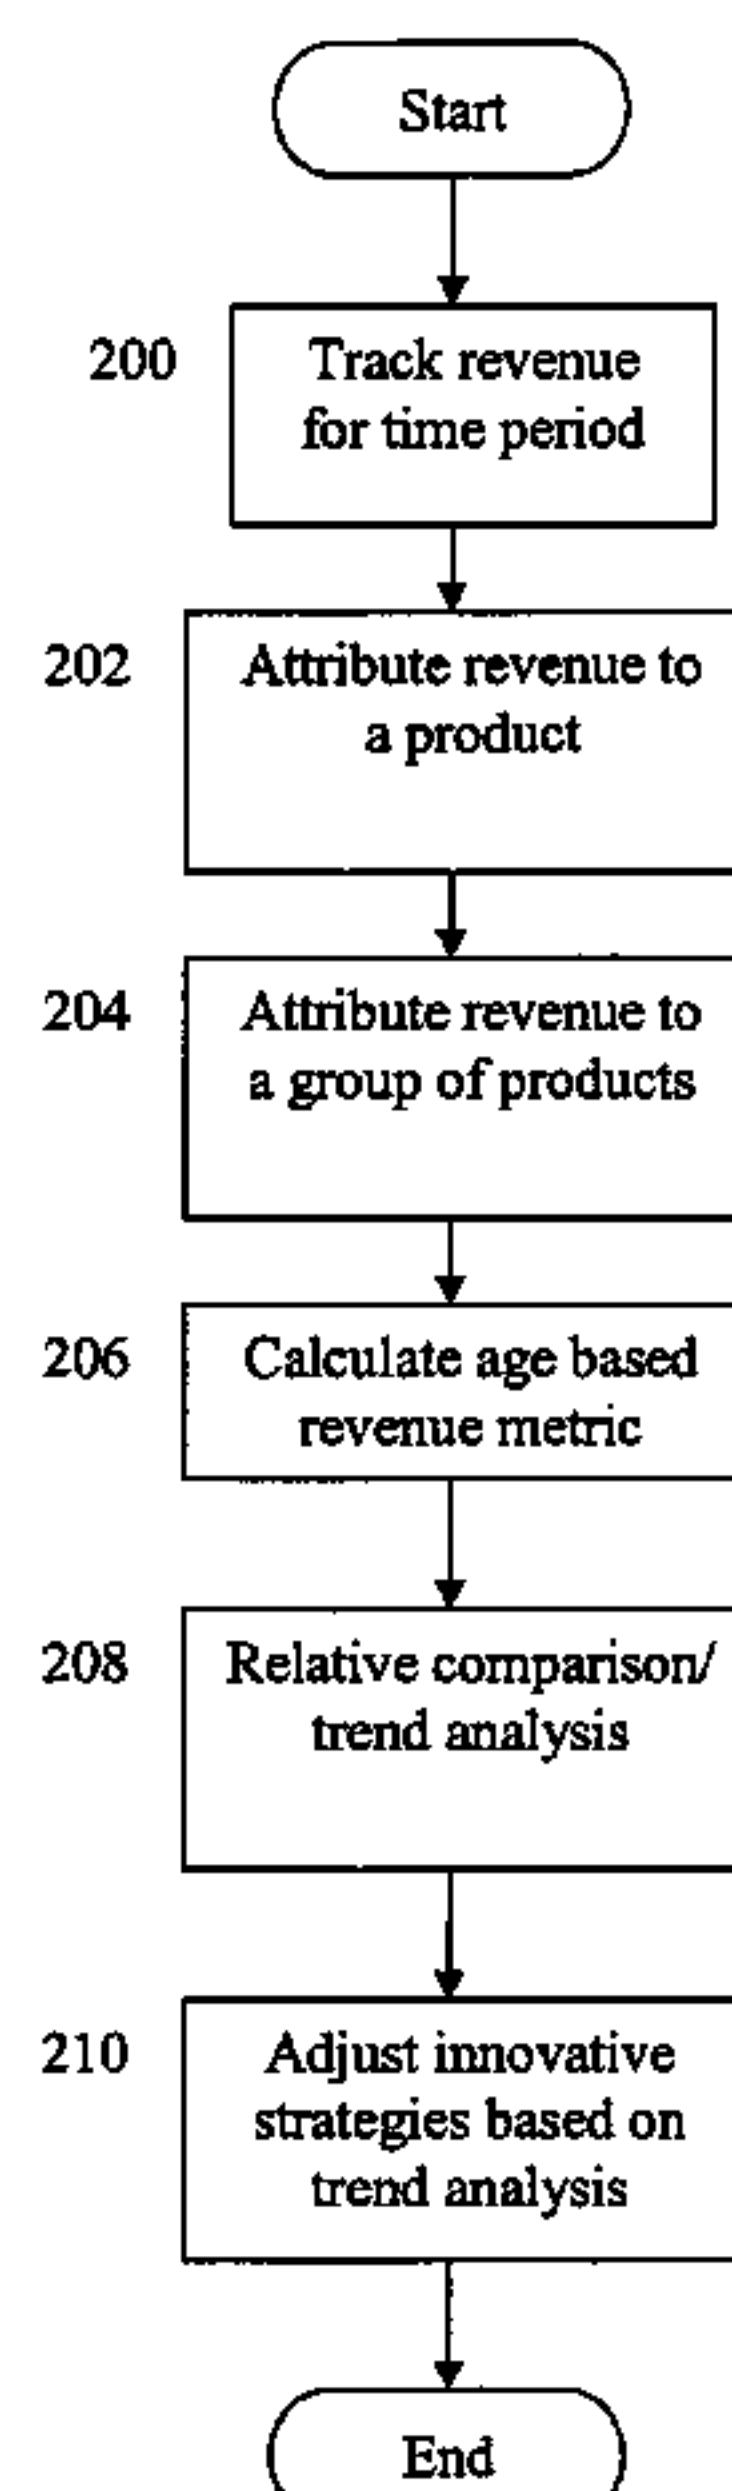 Start
200
Track revenue
for time period
202
Attribute revenue to
a product
204
Attribute revenue to
a group of products
206
Calculate age based
revenue metric
208
Relative comparison/
trend analysis
210
Adjust innovative
strategies based on
trend analysis
End